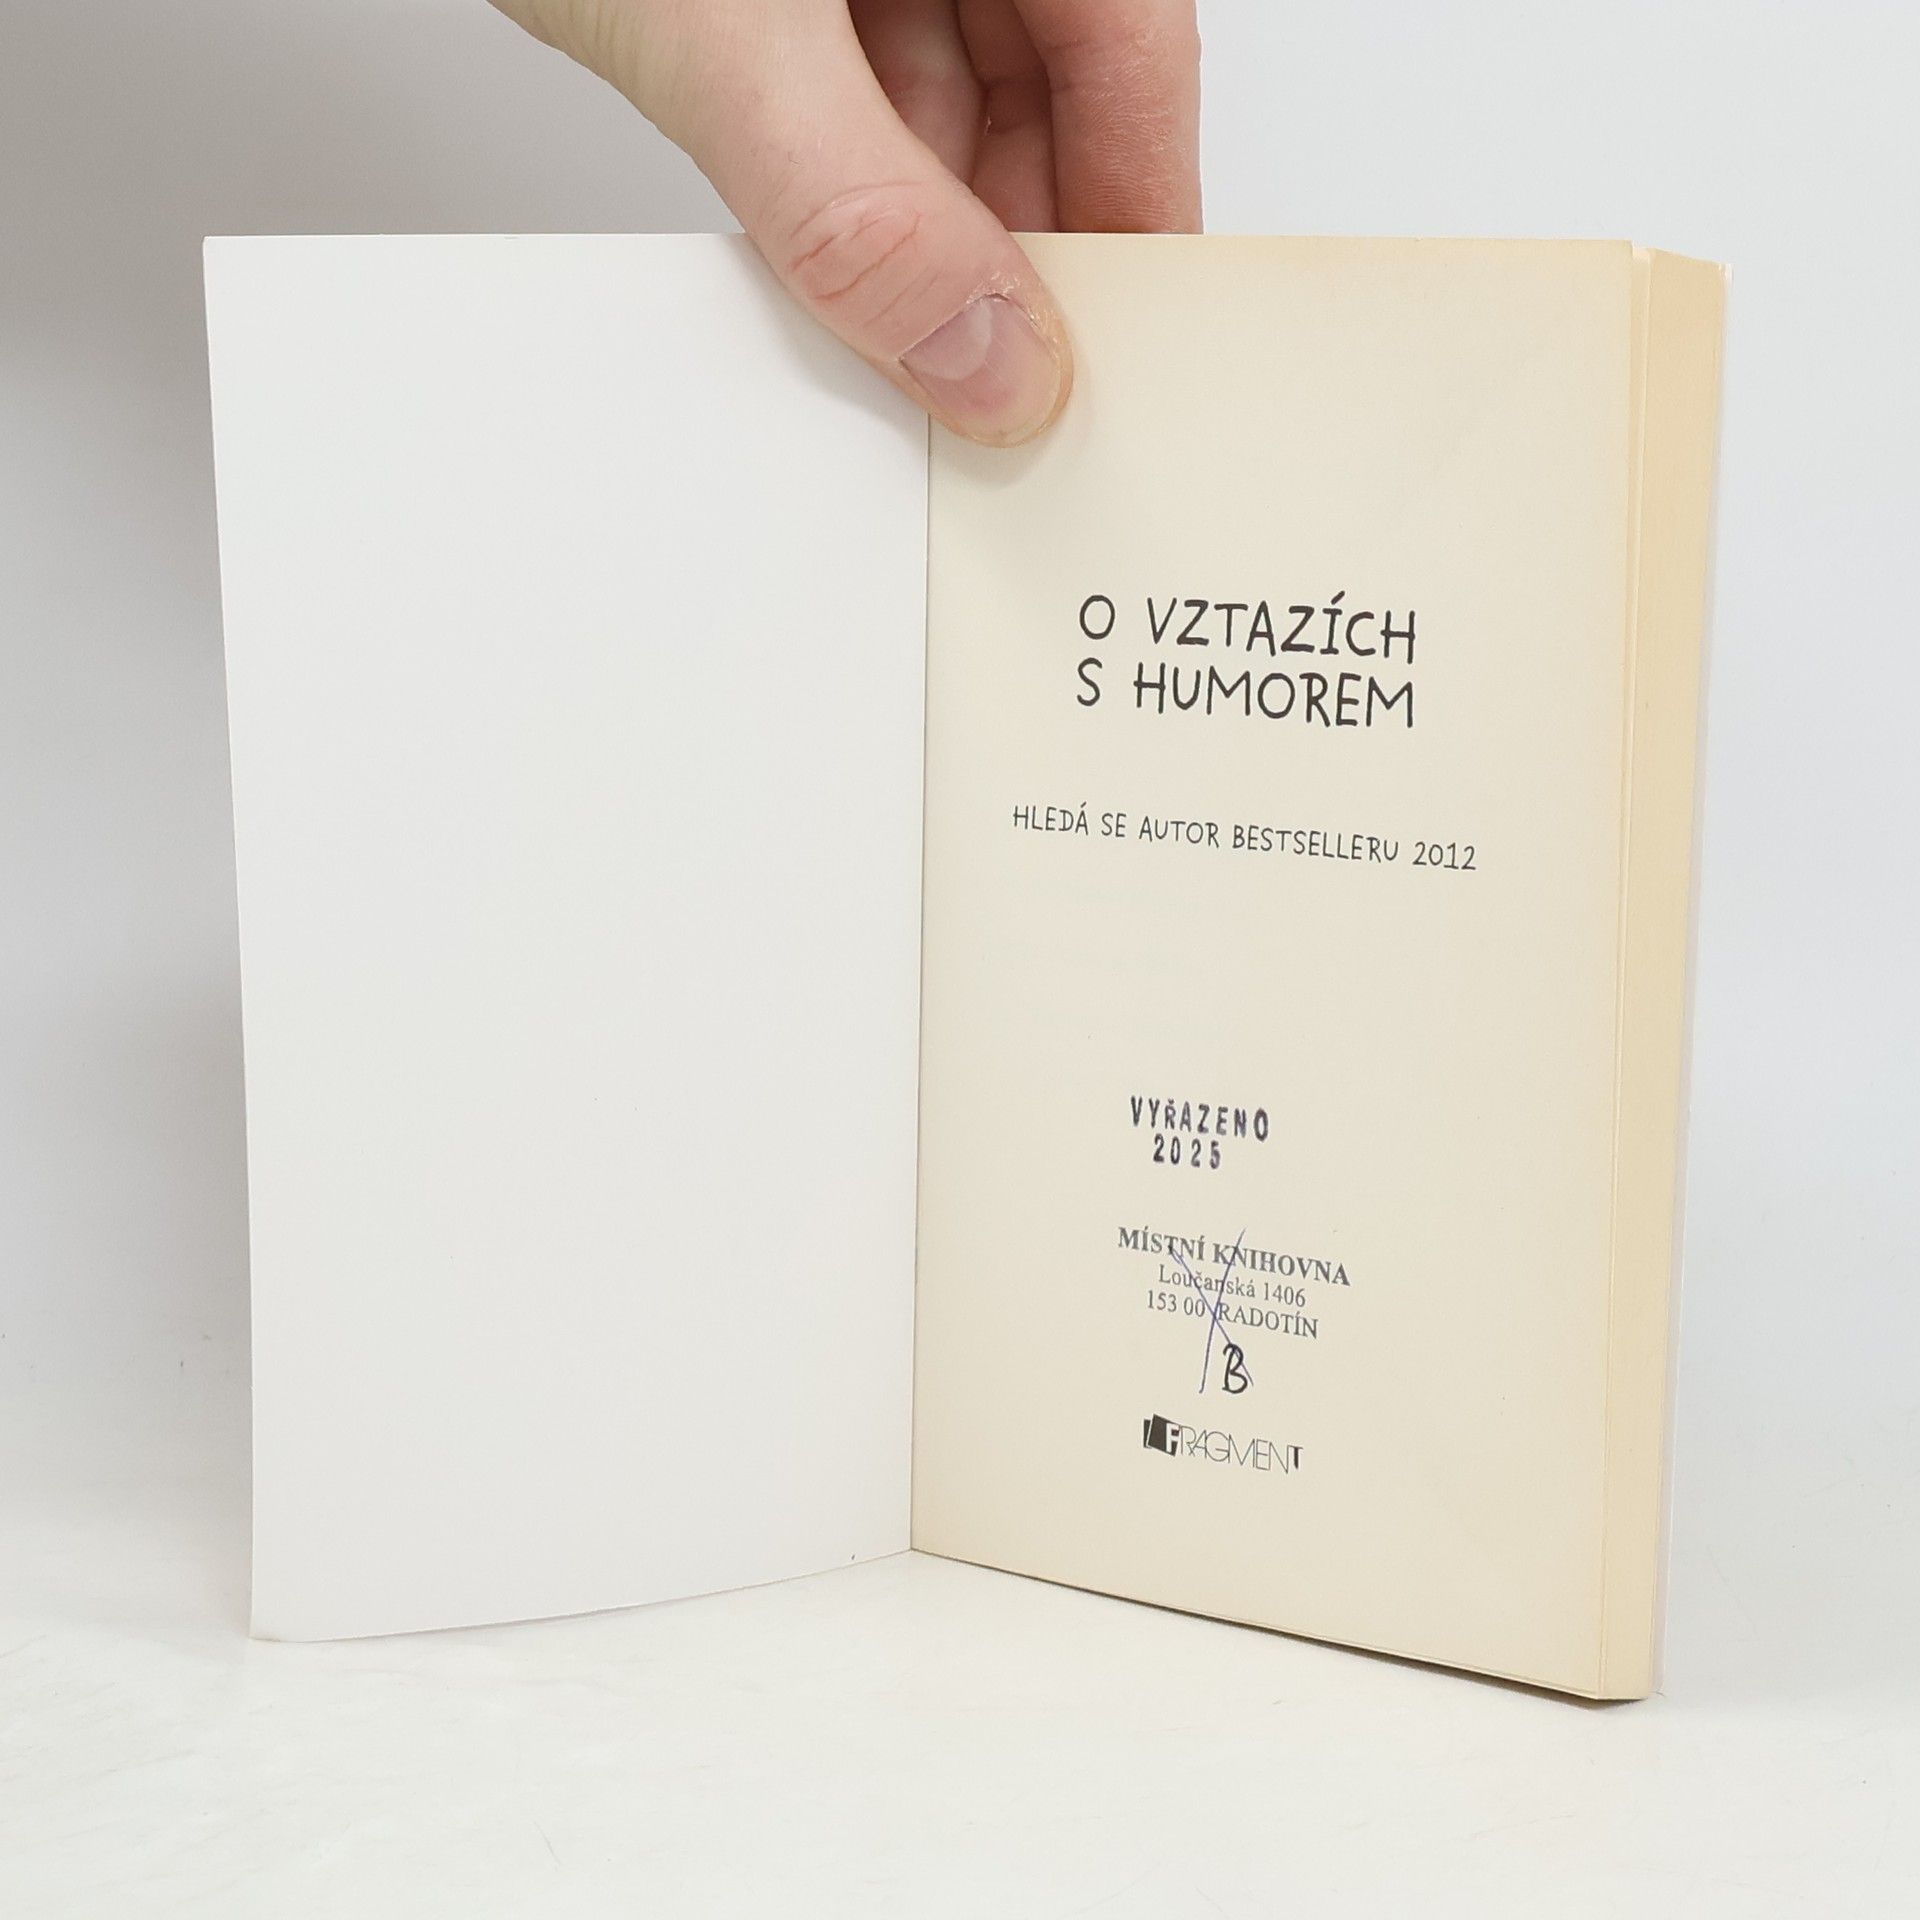 O VZTAZÍCH
S HUMOREM
HLEDÁ SE AUTOR BESTSELLERU 2012
VYŘAZENO
2025
MÍSTNÍ KNIHOVNA
Loučanská 1406
153 00 RADOTÍN
B
FRAGMENT